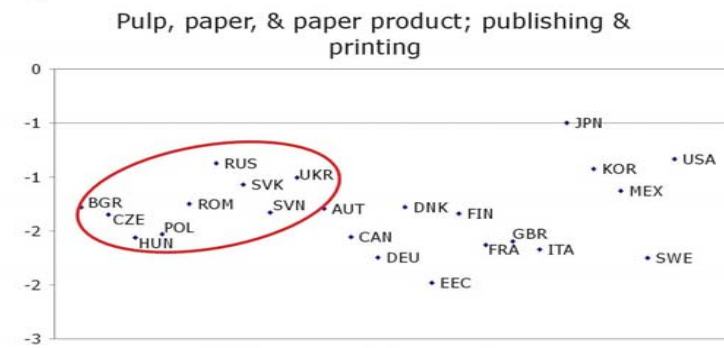 Pulp, paper, & paper product; publishing &
printing
0
-1
JPN
RUS
USA
-1
UKR
KOR
SVK
MEX
BGR
ROM
SVN
AUT
DNK
CZE
FIN
-2
POL
HUN
CAN
GBR
FRA
ITA
DEU
SWE
-2
EEC
-3